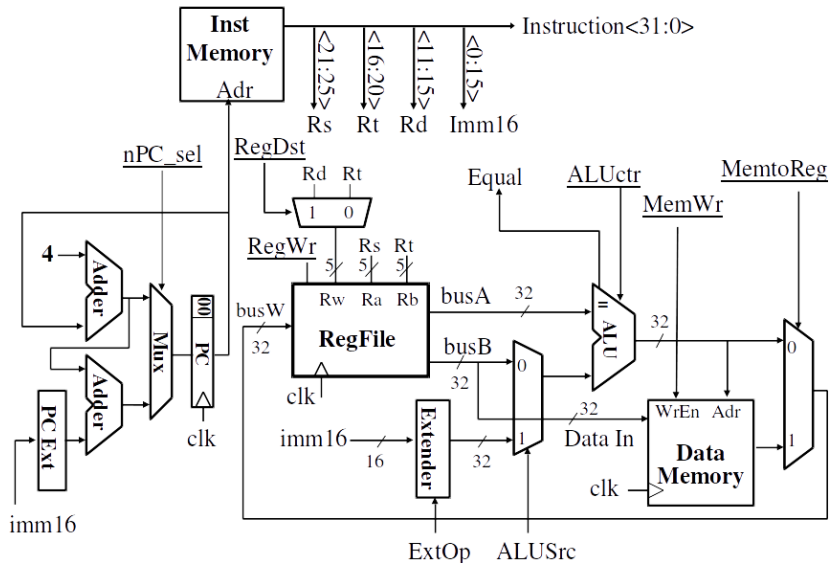 Inst
Memory
Adr
Instruction<31:0>
<21:25>
<16:20>
<11:15>
<0:15>
Rs
Rt
Rd
Imm16
nPC_sel
RegDst
Rd
Rt
1
0
Equal
ALUctr
MemWr
MemtoReg
4
Adder
Adder
Mux
00
PC
clk
PC Ext
imm16
RegWr
5
Rs
5
Rt
5
Rw
Ra
Rb
RegFile
busW
32
clk
busA
32
busB
32
0
1
=
ALU
32
0
1
imm16
16
Extender
32
32
Data In
WrEn
Adr
Data
Memory
clk
ExtOp
ALUSrc